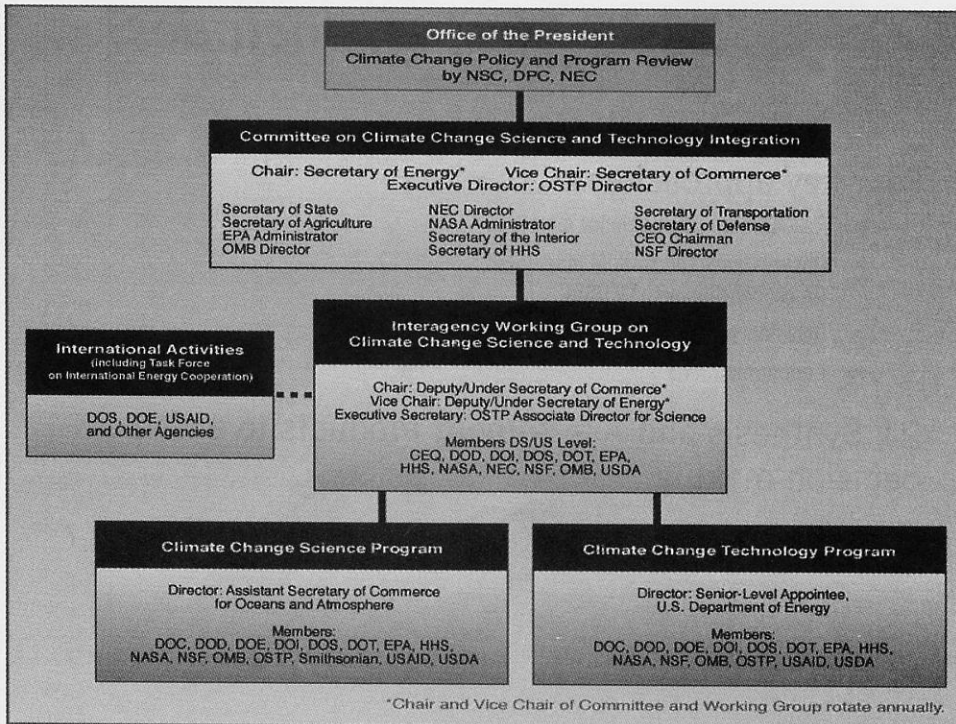 Office of the President
Climate Change Policy and Program Review
by NSC, DPC, NEC
Committee on Climate Change Science and Technology Integration
Chair: Secretary of Energy* Vice Chair: Secretary of Commerce*
Executive Director: OSTP Director
Secretary of State
Secretary of Agriculture
EPA Administrator
OMB Director
NEC Director
NASA Administrator
Secretary of the Interior
Secretary of HHS
Secretary of Transportation
Secretary of Defense
CEQ Chairman
NSF Director
Interagency Working Group on
Climate Change Science and Technology
Chair: Deputy/Under Secretary of Commerce*
Vice Chair: Deputy/Under Secretary of Energy*
Executive Secretary: OSTP Associate Director for Science
Members DS/US Level:
CEQ, DOD, DOI, DOS, DOT, EPA,
HHS, NASA, NEC, NSF, OMB, USDA
International Activities
(including Task Force
on International Energy Cooperation)
DOS, DOE, USAID,
and Other Agencies
Climate Change Science Program
Director: Assistant Secretary of Commerce
for Oceans and Atmosphere
Members:
DOC, DOD, DOE, DOI, DOS, DOT, EPA, HHS,
NASA, NSF, OMB, OSTP, Smithsonian, USAID, USDA
Climate Change Technology Program
Director: Senior-Level Appointee,
U.S. Department of Energy
Members:
DOC, DOD, DOE, DOI, DOS, DOT, EPA, HHS,
NASA, NSF, OMB, OSTP, USAID, USDA
*Chair and Vice Chair of Committee and Working Group rotate annually.